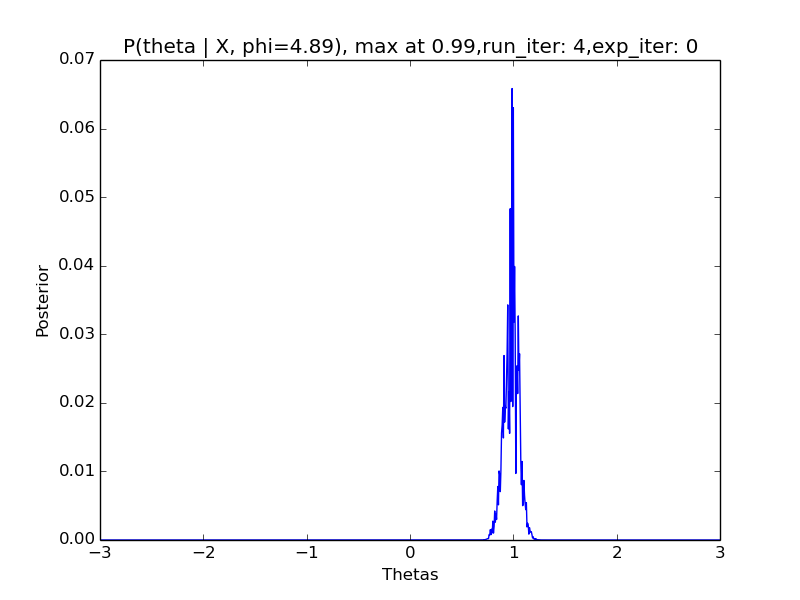 P(theta | X, phi=4.89), max at 0.99,run_iter: 4,exp_iter: 0
0.07
0.06
0.05
0.04
0.03
0.02
0.01
0.00
Posterior
−3 −2 −1 0 1 2 3
Thetas